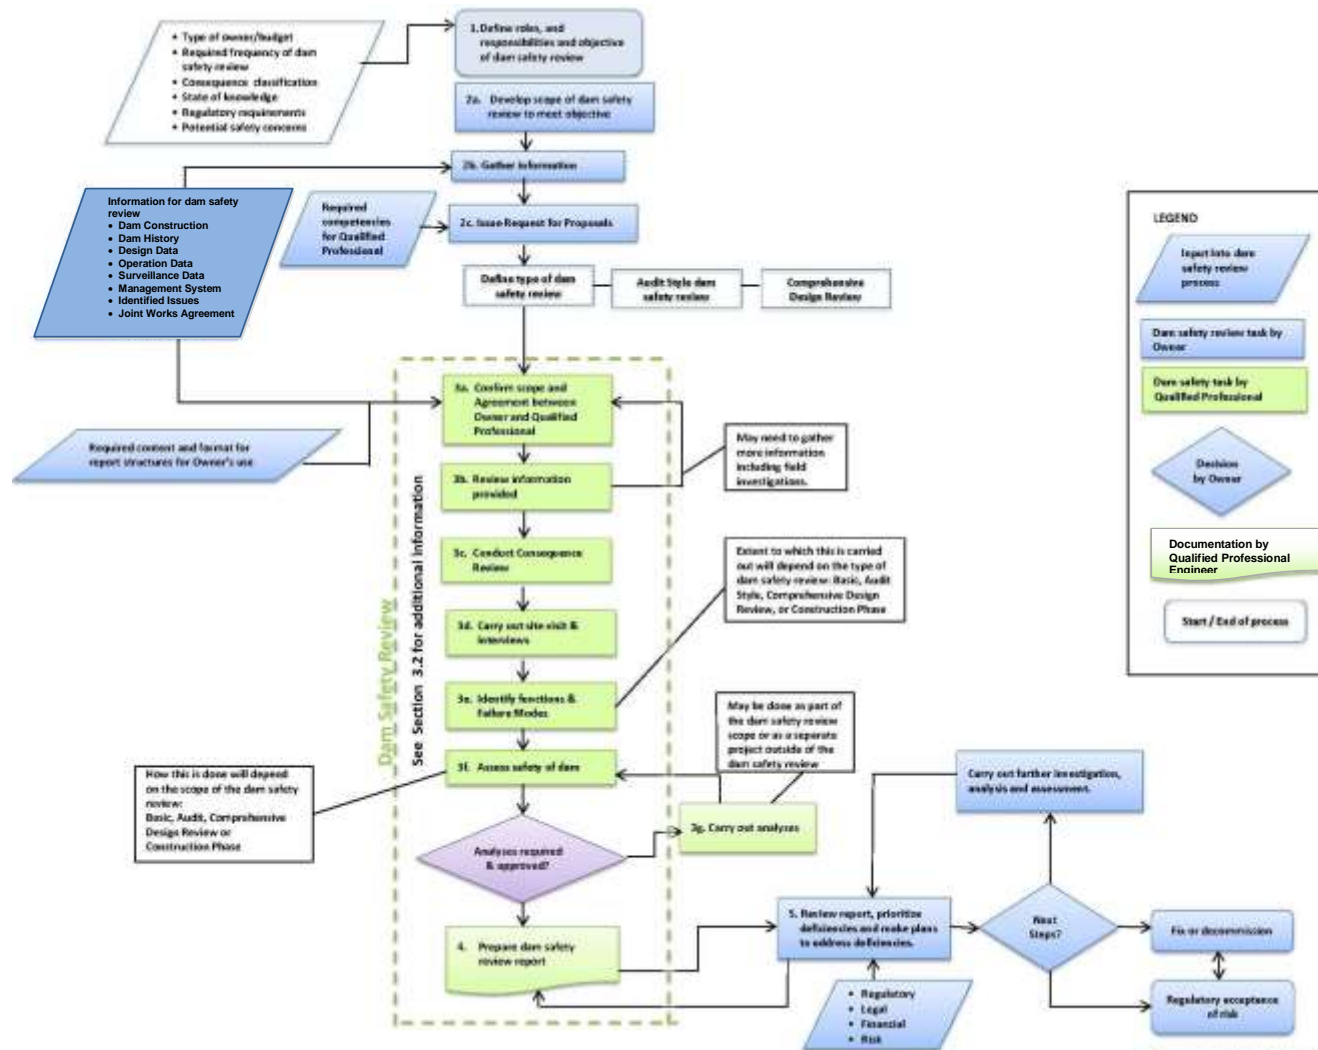 • Type of owner/budget
• Required frequency of dam
safety review
• Consequence classification
• State of knowledge
• Regulatory requirements
• Potential safety concerns
1. Define roles, and
responsibilities and objective
of dam safety review
2a. Develop scope of dam safety
review to meet objective
2b. Gather information
Information for dam safety
review
• Dam Construction
• Dam History
• Design Data
• Operation Data
• Surveillance Data
• Management System
• Identified Issues
• Joint Works Agreement
Required
competencies
for Qualified
Professional
2c. Issue Request for Proposals
Define type of dam
safety review
Audit Style dam
safety review
Comprehensive
Design Review
LEGEND
Input into dam
safety review
process
Dam safety review task by
Owner
Dam safety task by
Qualified Professional
Decision
by Owner
Documentation by
Qualified Professional
Engineer
Start / End of process
Dam Safety Review
See Section 3.2 for additional information
3a. Confirm scope and
Agreement between
Owner and Qualified
Professional
Required content and format for
report structures for Owner's use
3b. Review information
provided
May need to gather
more information
including field
investigations.
3c. Conduct Consequence
Review
Extent to which this is carried
out will depend on the type of
dam safety review: Basic, Audit
Style, Comprehensive Design
Review, or Construction Phase
3d. Carry out site visit &
interviews
3e. Identify functions &
Failure Modes
May be done as part of
the dam safety review
scope or as a separate
project outside of the
dam safety review
3f. Assess safety of dam
How this is done will depend
on the scope of the dam safety
review:
Basic, Audit, Comprehensive
Design Review or
Construction Phase
3g. Carry out analyses
Analyses required
& approved?
4. Prepare dam safety
review report
Carry out further investigation,
analysis and assessment.
5. Review report, prioritize
deficiencies and make plans
to address deficiencies.
Next
Steps?
Fix or decommission
• Regulatory
• Legal
• Financial
• Risk
Regulatory acceptance
of risk